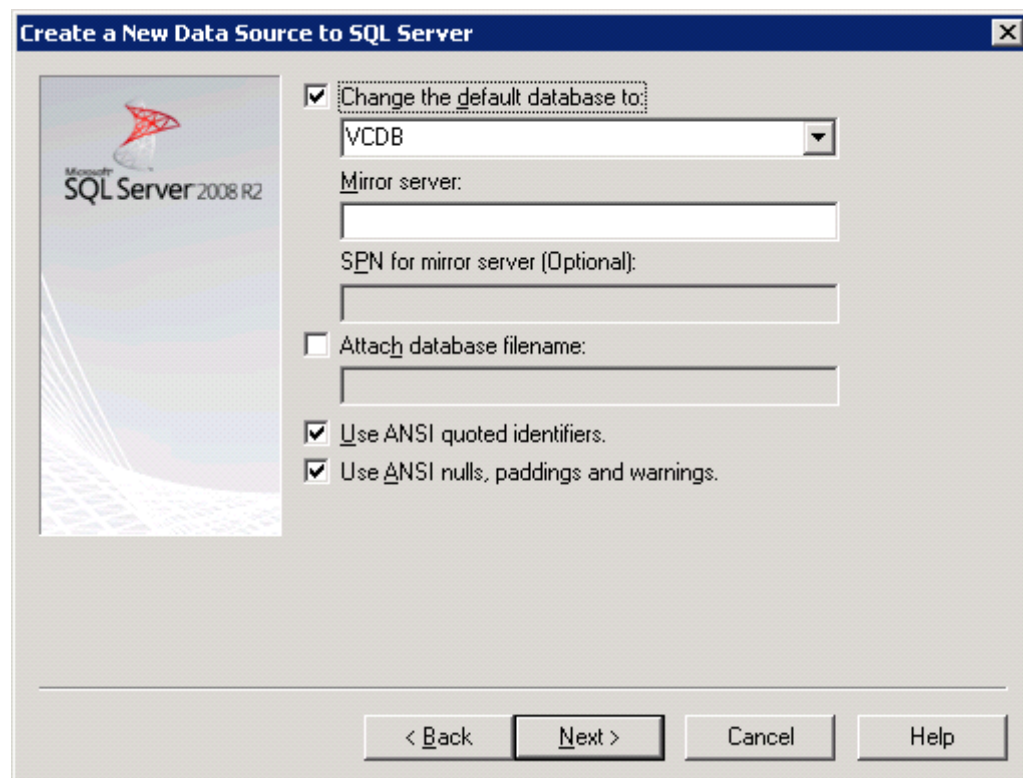 Create a New Data Source to SQL Server
Microsoft
SQL Server 2008 R2
Change the default database to:
VCDB
Mirror server:
SPN for mirror server (Optional):
Attach database filename:
Use ANSI quoted identifiers.
Use ANSI nulls, paddings and warnings.
< Back
Next >
Cancel
Help